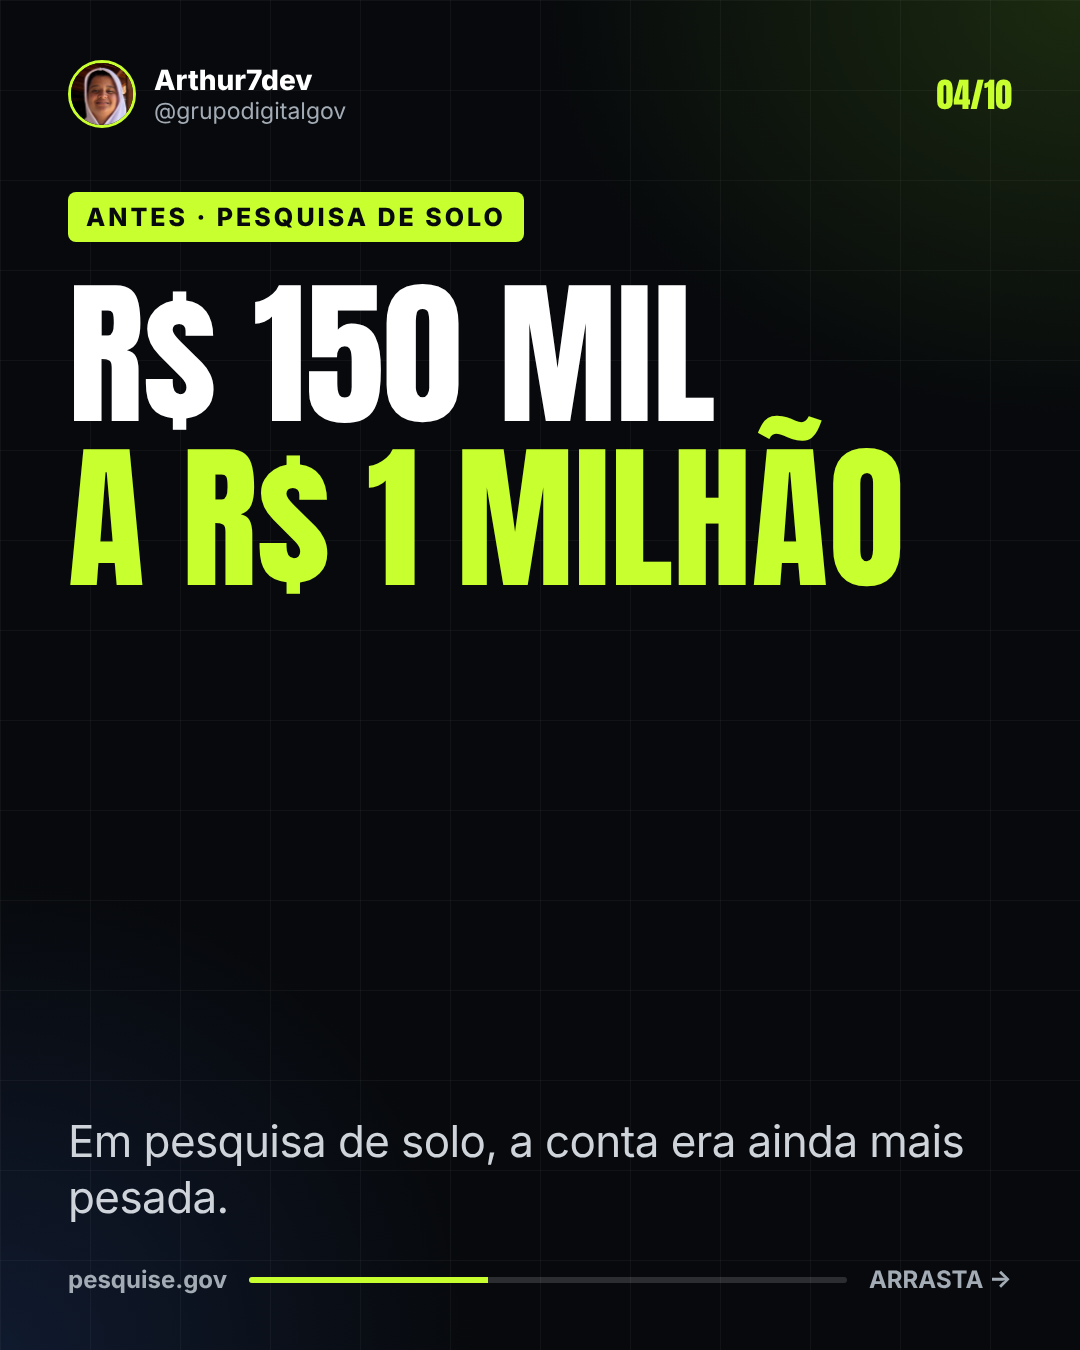 Arthur7dev
@grupodigitalgov
04/10
ANTES · PESQUISA DE SOLO
R$ 150 MIL
A R$ 1 MILHÃO
Em pesquisa de solo, a conta era ainda mais
pesada.
pesquise.gov
ARRASTA →